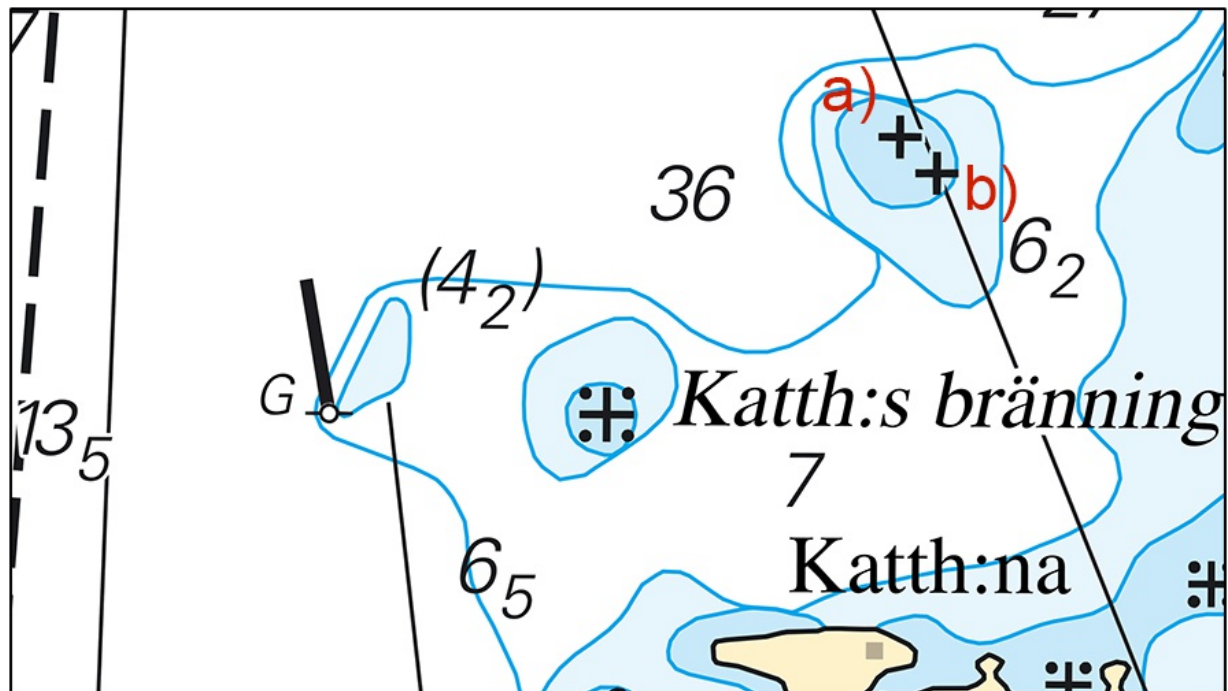 a)
36
b)
6₂
(4₂)
G
Katth:s bränning
13₅
7
6₅
Katth:na